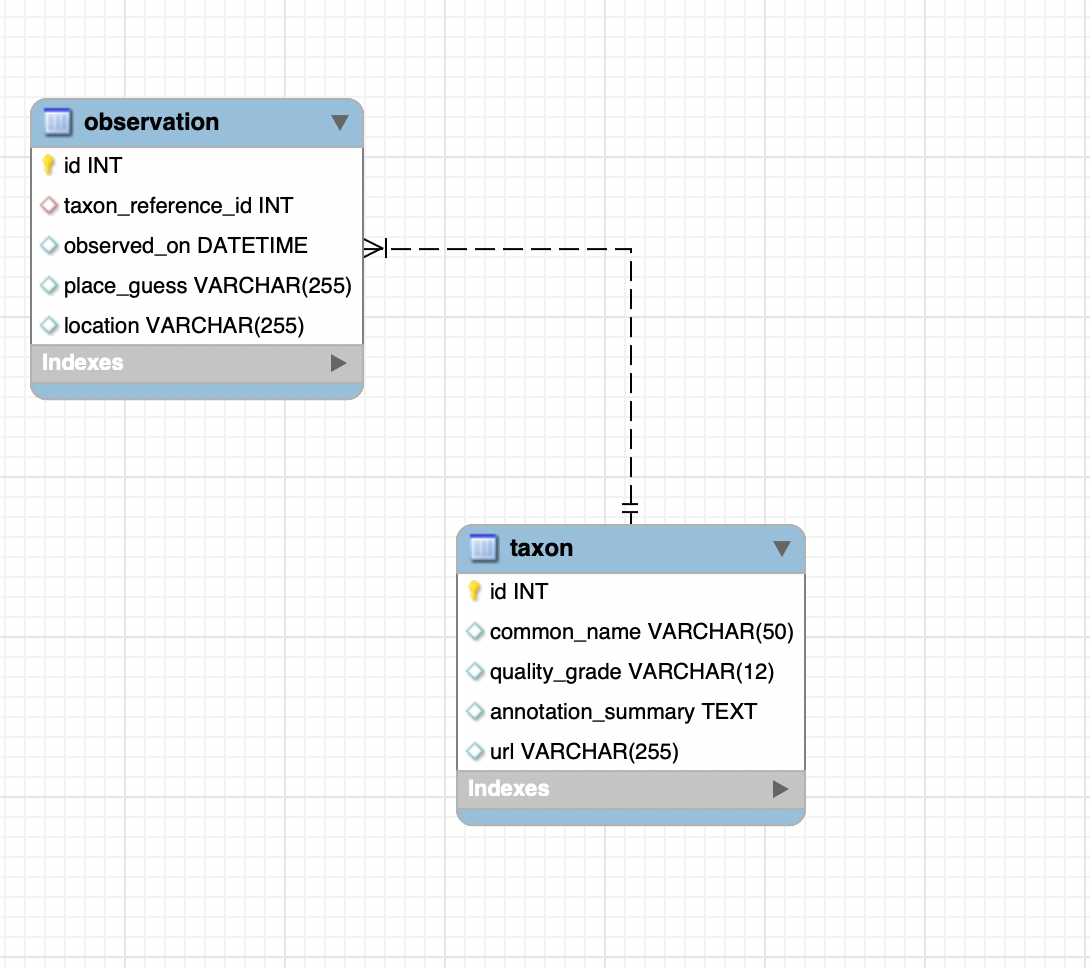 observation
id INT
taxon_reference_id INT
observed_on DATETIME
place_guess VARCHAR(255)
location VARCHAR(255)
Indexes
taxon
id INT
common_name VARCHAR(50)
quality_grade VARCHAR(12)
annotation_summary TEXT
url VARCHAR(255)
Indexes